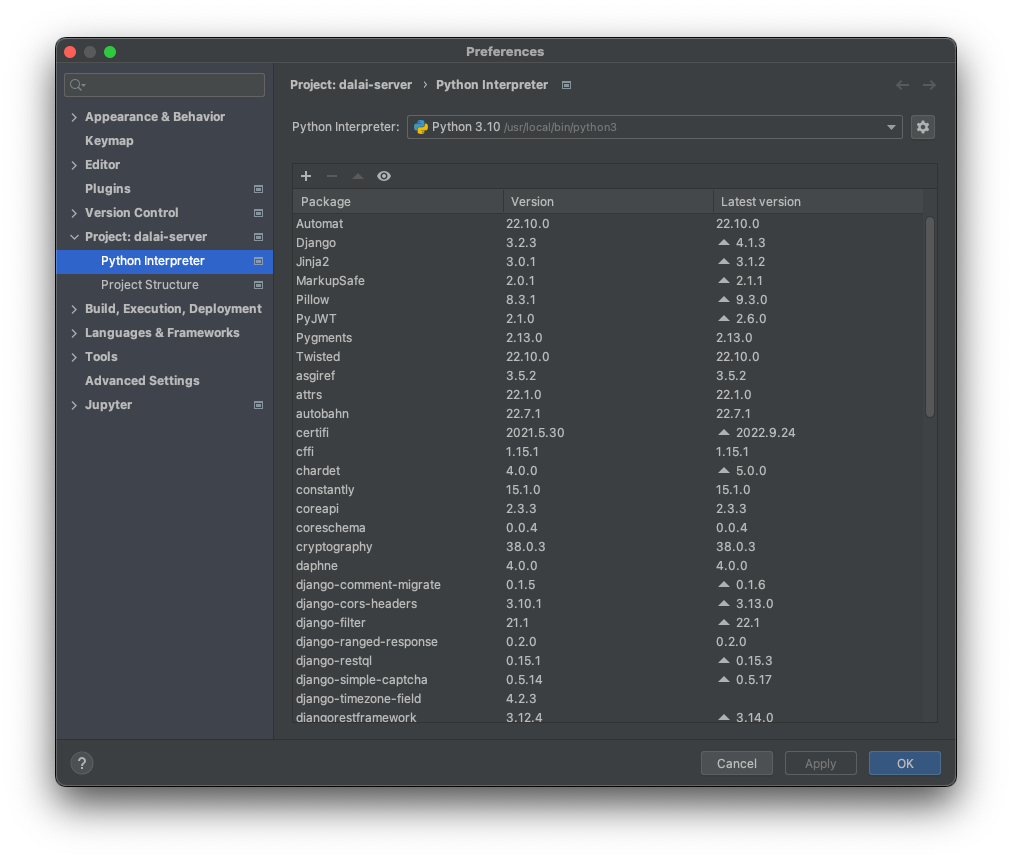 Preferences
Appearance & Behavior
Keymap
Editor
Plugins
Version Control
Project: dalai-server
Python Interpreter
Project Structure
Build, Execution, Deployment
Languages & Frameworks
Tools
Advanced Settings
Jupyter
Project: dalai-server › Python Interpreter
Python Interpreter: Python 3.10 /usr/local/bin/python3
Package Version Latest version
Automat 22.10.0 22.10.0
Django 3.2.3 4.1.3
Jinja2 3.0.1 3.1.2
MarkupSafe 2.0.1 2.1.1
Pillow 8.3.1 9.3.0
PyJWT 2.1.0 2.6.0
Pygments 2.13.0 2.13.0
Twisted 22.10.0 22.10.0
asgiref 3.5.2 3.5.2
attrs 22.1.0 22.1.0
autobahn 22.7.1 22.7.1
certifi 2021.5.30 2022.9.24
cffi 1.15.1 1.15.1
chardet 4.0.0 5.0.0
constantly 15.1.0 15.1.0
coreapi 2.3.3 2.3.3
coreschema 0.0.4 0.0.4
cryptography 38.0.3 38.0.3
daphne 4.0.0 4.0.0
django-comment-migrate 0.1.5 0.1.6
django-cors-headers 3.10.1 3.13.0
django-filter 21.1 22.1
django-ranged-response 0.2.0 0.2.0
django-restql 0.15.1 0.15.3
django-simple-captcha 0.5.14 0.5.17
django-timezone-field 4.2.3
djangorestframework 3.12.4 3.14.0
? Cancel Apply OK